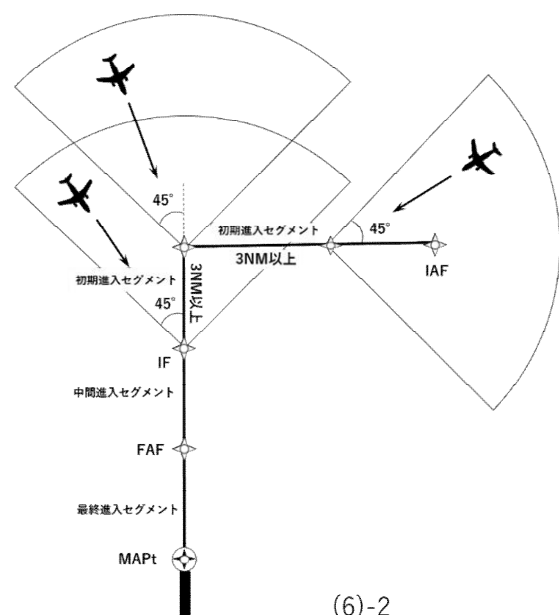 45°
45°
初期進入セグメント
3NM以上
IAF
初期進入セグメント
3NM以上
45°
IF
中間進入セグメント
FAF
最終進入セグメント
MAPt
(6)-2